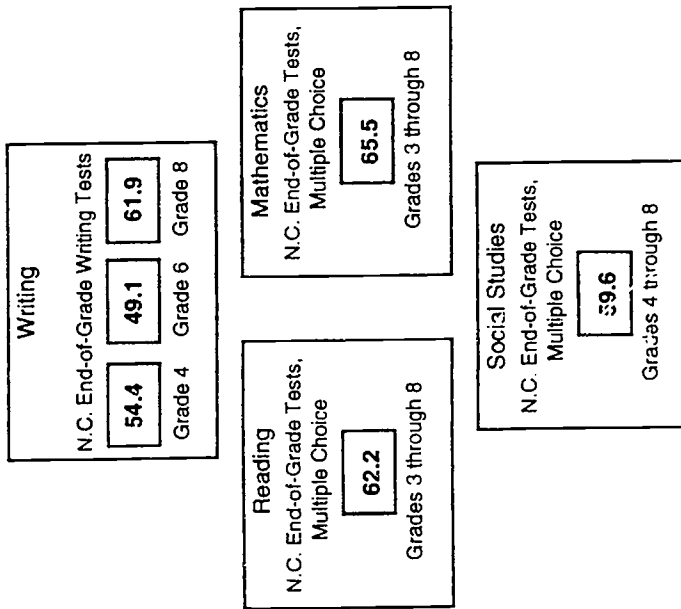 Writing
N.C. End-of-Grade Writing Tests
54.4 49.1 61.9
Grade 4 Grade 6 Grade 8
Reading
N.C. End-of-Grade Tests,
Multiple Choice
62.2
Grades 3 through 8
Mathematics
N.C. End-of-Grade Tests,
Multiple Choice
65.5
Grades 3 through 8
Social Studies
N.C. End-of-Grade Tests,
Multiple Choice
Grades 4 through 8